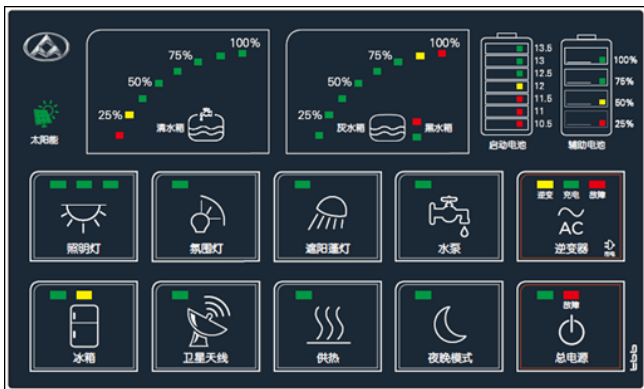 太阳能
25%
50%
75%
100%
清水箱
25%
50%
75%
100%
灰水箱
黑水箱
13.5
13
12.5
12
11.5
11
10.5
启动电池
100%
75%
50%
25%
辅助电池
照明灯
氛围灯
遮阳蓬灯
水泵
逆变 充电 故障
AC
逆变器
冰箱
卫星天线
供热
夜晚模式
故障
总电源